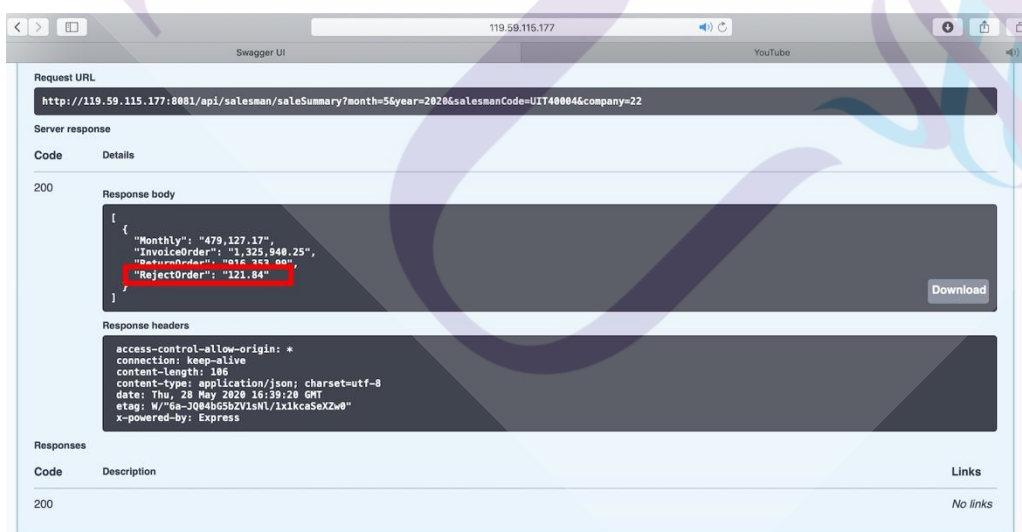 119.59.115.177
Swagger UI
YouTube
Request URL
http://119.59.115.177:8081/api/salesman/saleSummary?month=5&year=2020&salesmanCode=UIT40004&company=22
Server response
Code Details
200
Response body
[
{
"Monthly": "479,127.17",
"InvoiceOrder": "1,325,940.25",
"ReturnOrder": "916,353.99",
"RejectOrder": "121.84"
}
]
Download
Response headers
access-control-allow-origin: *
connection: keep-alive
content-length: 106
content-type: application/json; charset=utf-8
date: Thu, 28 May 2020 16:39:20 GMT
etag: W/"6a-JQ04bG5bZV1sNl/1x1kcaSeXZw0"
x-powered-by: Express
Responses
Code Description Links
200 No links